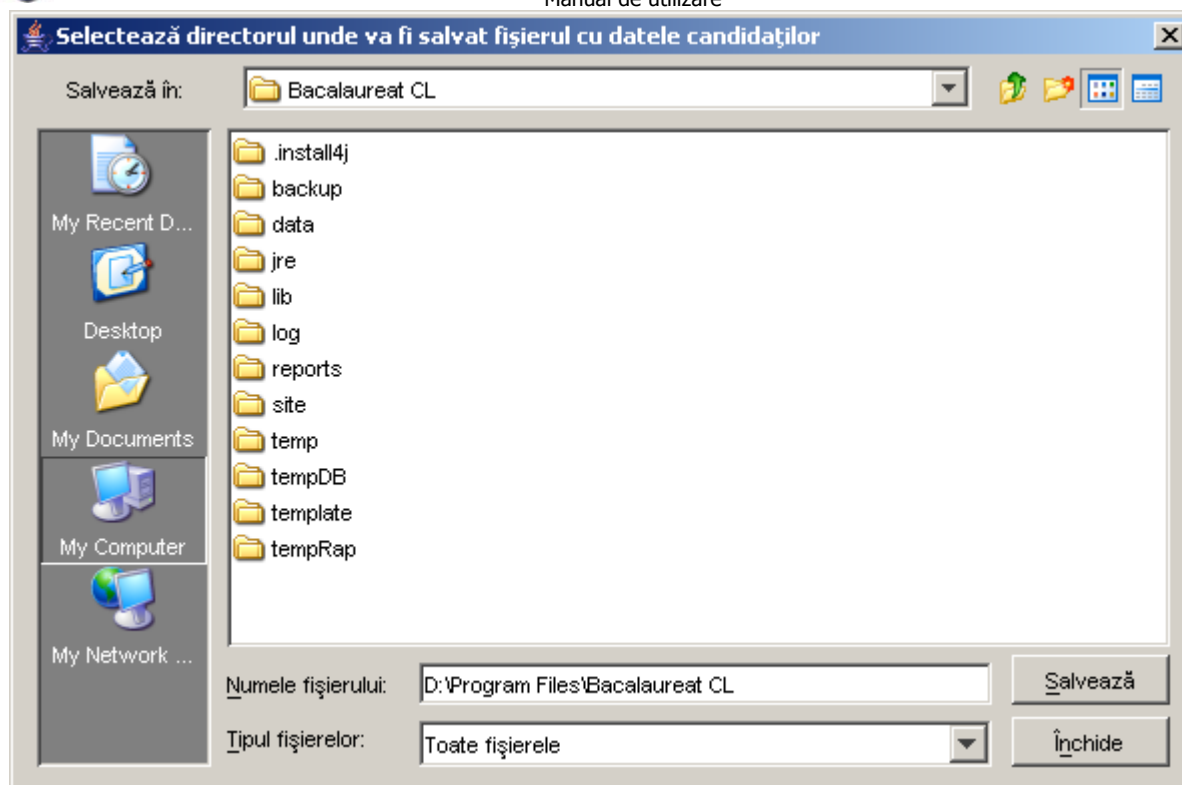 Manual de utilizare
Selectează directorul unde va fi salvat fişierul cu datele candidaţilor
Salvează în:
Bacalaureat CL
My Recent D...
Desktop
My Documents
My Computer
My Network ...
.install4j
backup
data
jre
lib
log
reports
site
temp
tempDB
template
tempRap
Numele fişierului:
D:\Program Files\Bacalaureat CL
Salvează
Tipul fişierelor:
Toate fişierele
Închide